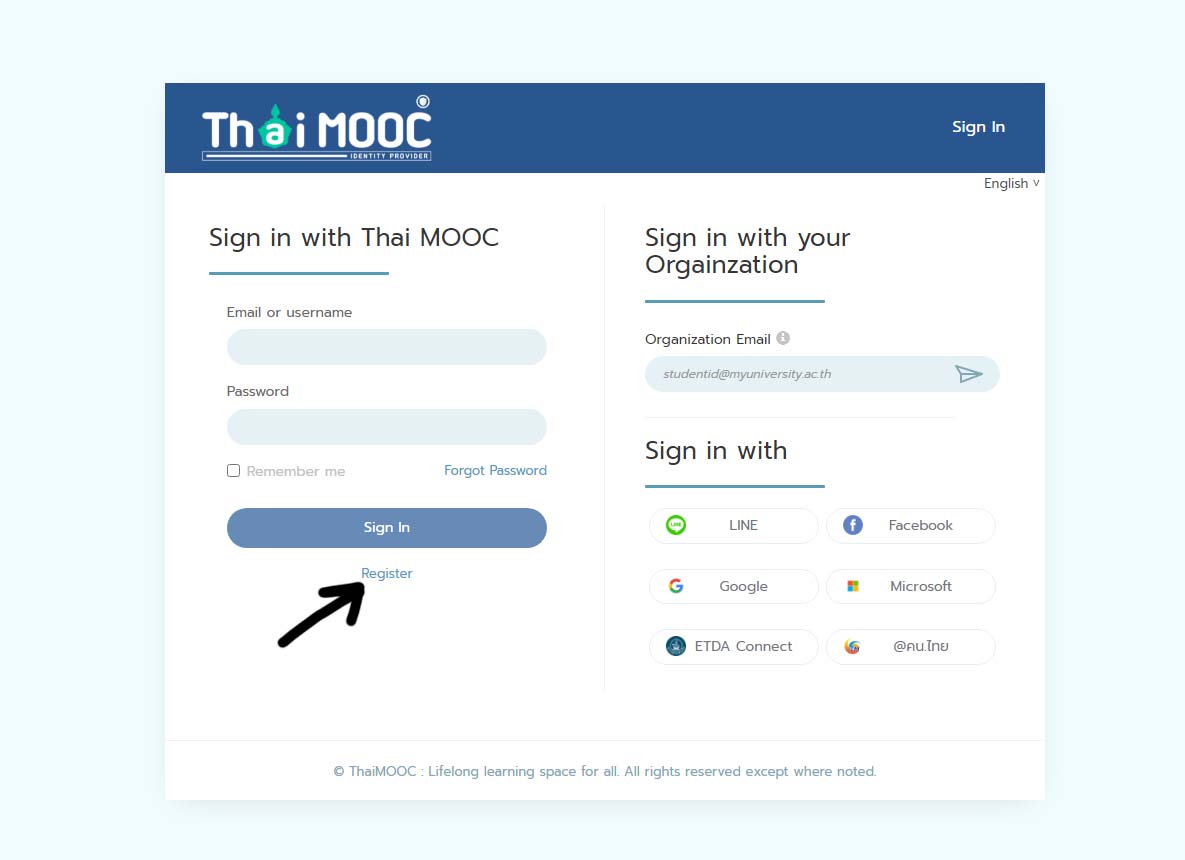 Thai MOOC
IDENTITY PROVIDER
Sign In
English
Sign in with Thai MOOC
Email or username
Password
Remember me
Forgot Password
Sign In
Register
Sign in with your
Orgainzation
Organization Email
studentid@myuniversity.ac.th
Sign in with
LINE
Facebook
Google
Microsoft
ETDA Connect
@คน.ไทย
© ThaiMOOC : Lifelong learning space for all. All rights reserved except where noted.